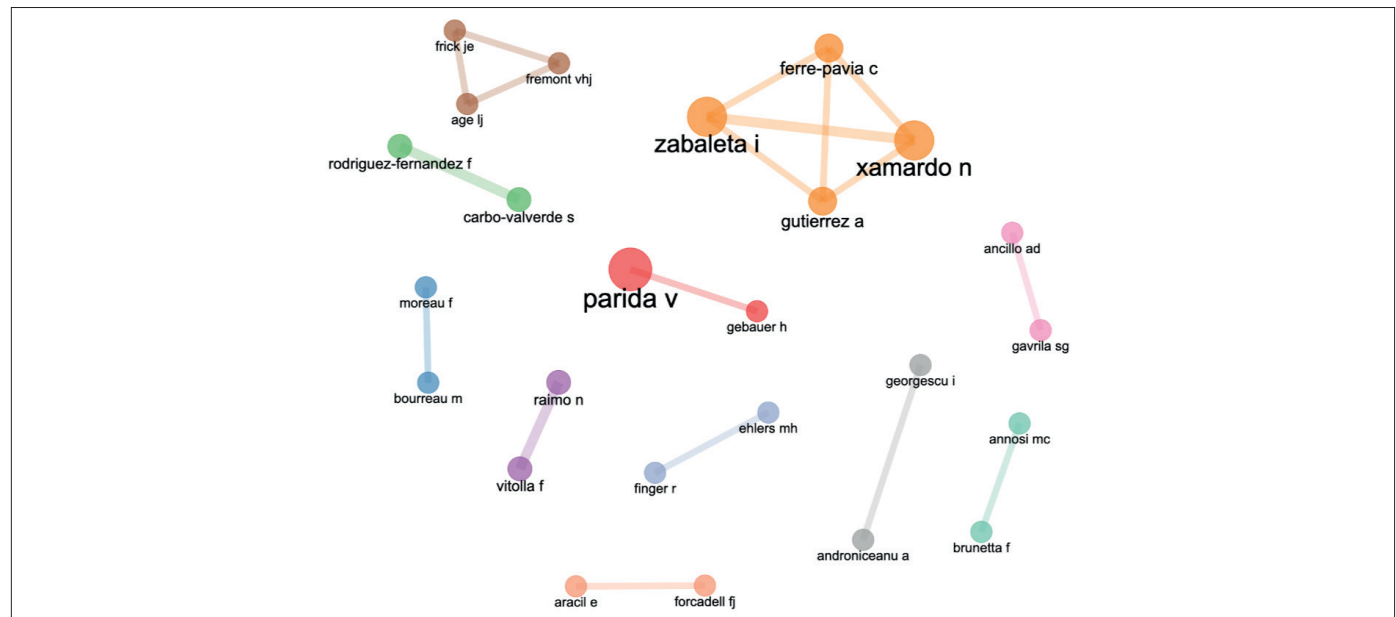 frick je
fremont vhj
age lj
ferre-pavia c
zabaleta i
xamardo n
gutierrez a
rodriguez-fernandez f
carbo-valverde s
ancillo ad
gavrila sg
parida v
gebauer h
moreau f
bourreau m
raimo n
vitolla f
georgescu i
androniceanu a
ehlers mh
finger r
annosi mc
brunetta f
aracil e
forcadell fj